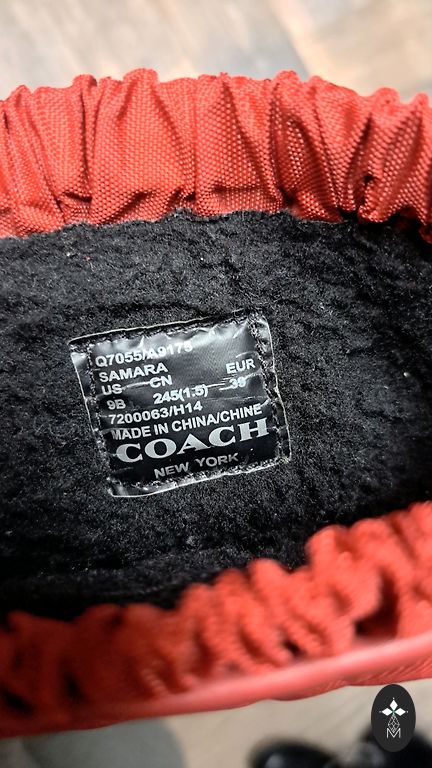 Q7055/A9175
SAMARA
US CN EUR
9B 245(1.5) 39
7200063/H14
MADE IN CHINA/CHINE
COACH
NEW YORK
M